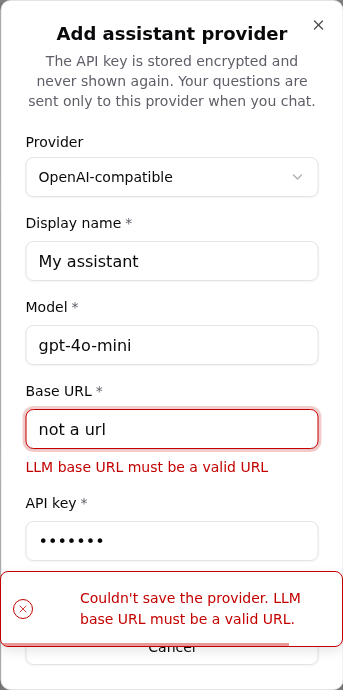 Add assistant provider
The API key is stored encrypted and
never shown again. Your questions are
sent only to this provider when you chat.
Provider
OpenAI-compatible
Display name *
My assistant
Model *
gpt-4o-mini
Base URL *
not a url
LLM base URL must be a valid URL
API key *
•••••••
Couldn't save the provider. LLM
base URL must be a valid URL.
Cancel